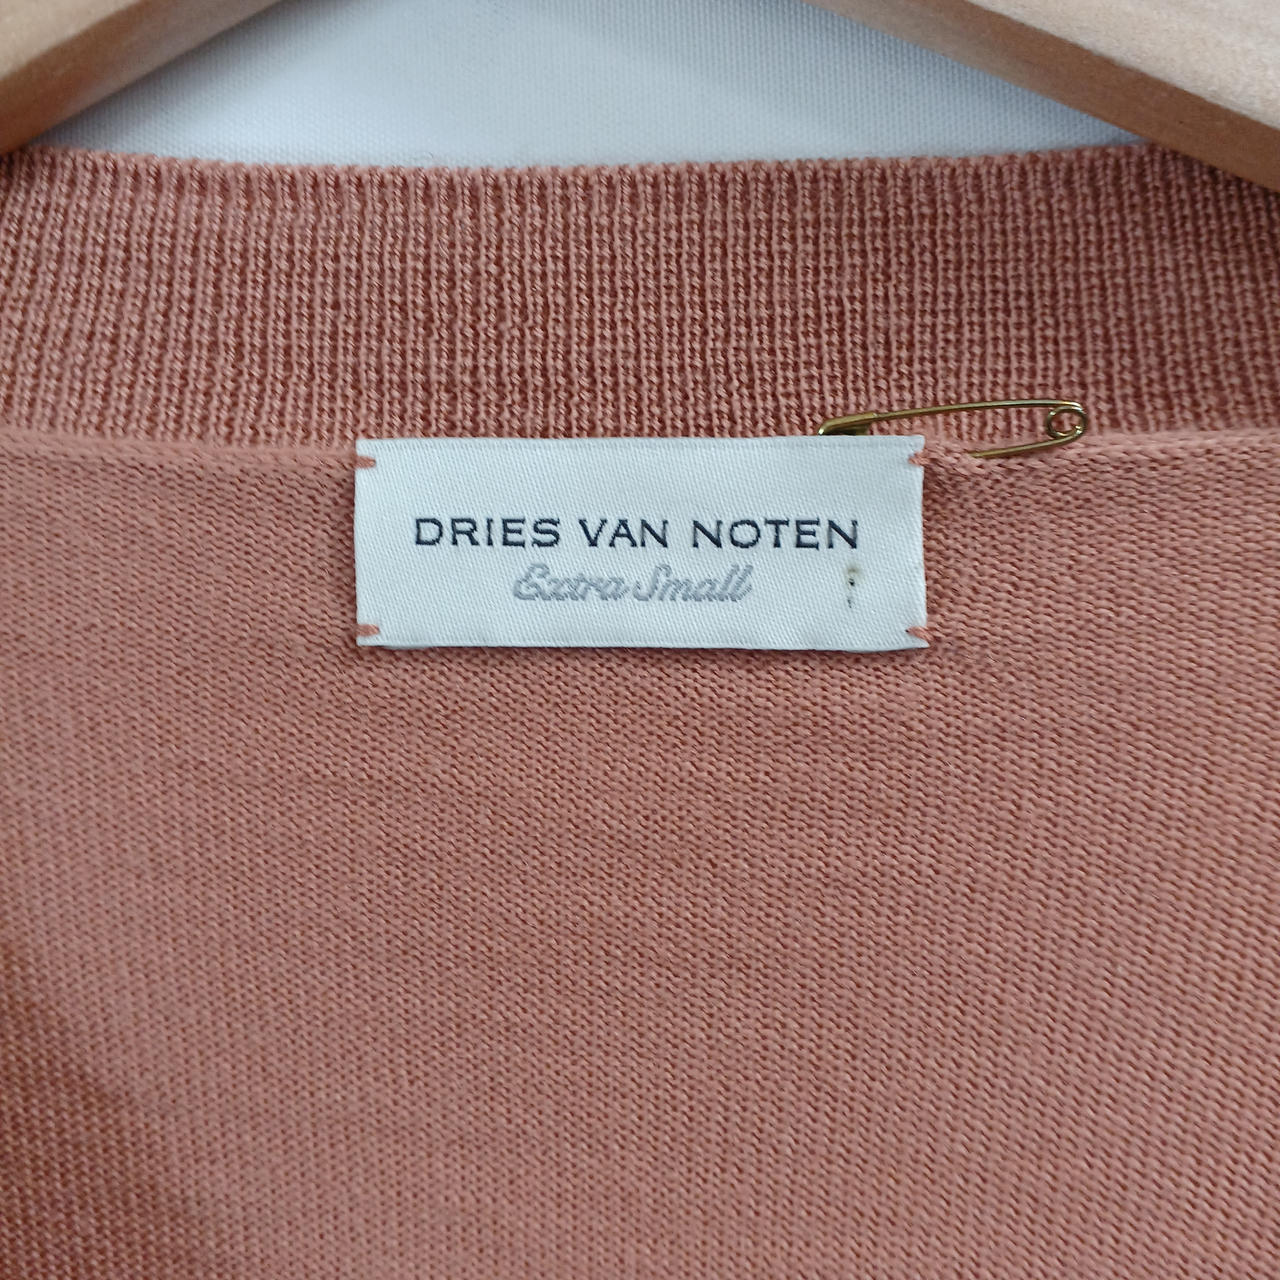 DRIES VAN NOTEN
Extra Small